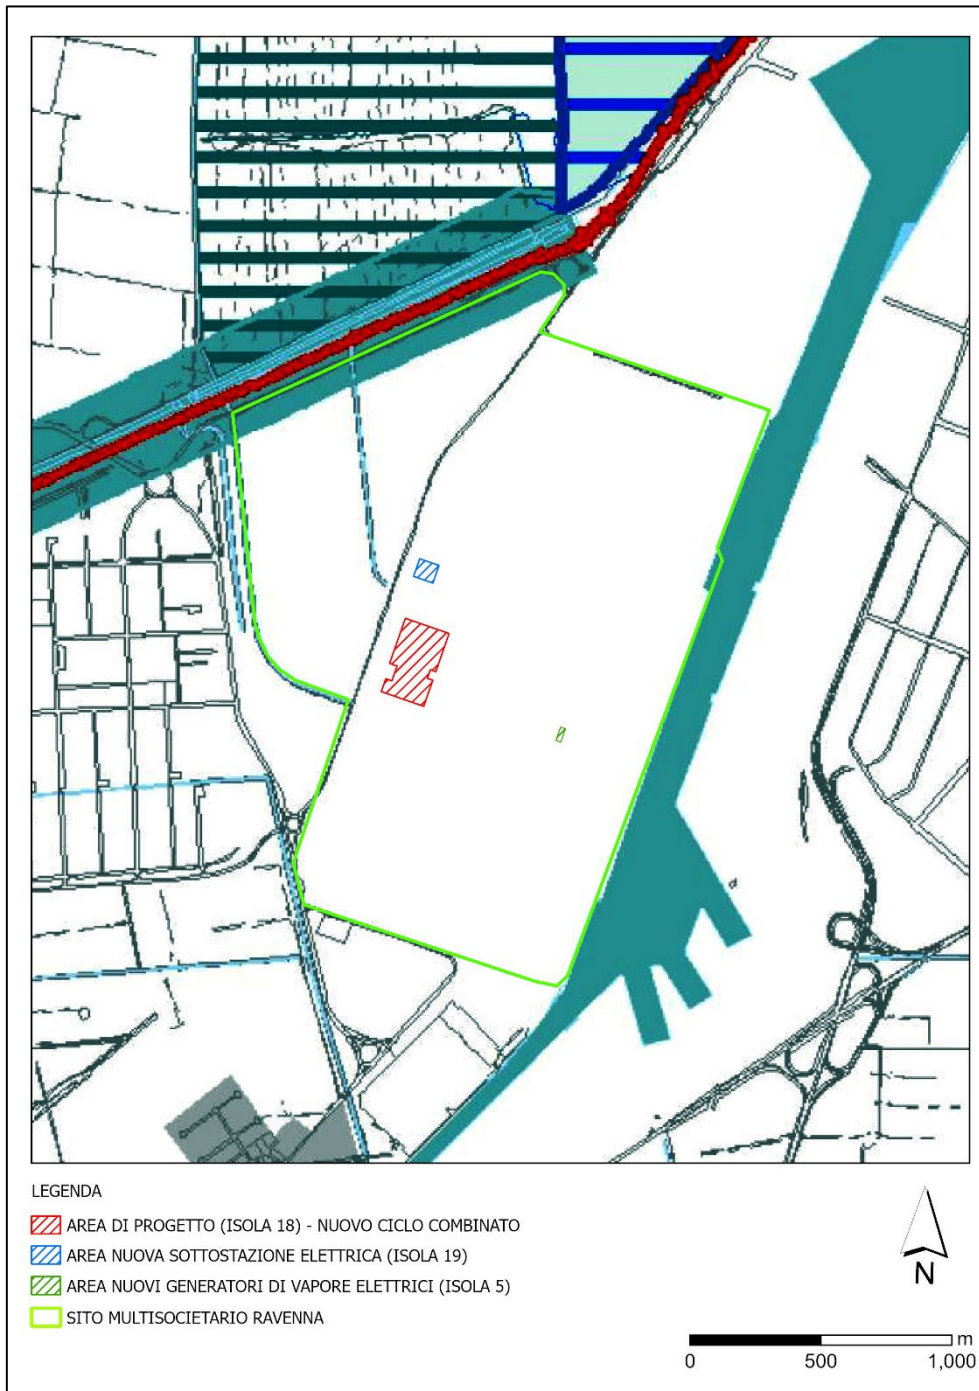 LEGENDA
AREA DI PROGETTO (ISOLA 18) - NUOVO CICLO COMBINATO
AREA NUOVA SOTTOSTAZIONE ELETTRICA (ISOLA 19)
AREA NUOVI GENERATORI DI VAPORE ELETTRICI (ISOLA 5)
SITO MULTISOCIETARIO RAVENNA
N
m
0 500 1,000